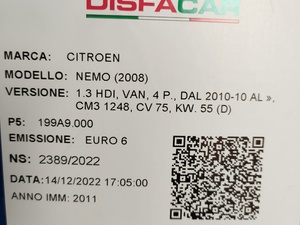 DISFACAR
MARCA: CITROEN
MODELLO: NEMO (2008)
VERSIONE: 1.3 HDI, VAN, 4 P., DAL 2010-10 AL »,
CM3 1248, CV 75, KW. 55 (D)
P5: 199A9.000
EMISSIONE: EURO 6
NS: 2389/2022
DATA:14/12/2022 17:05:00
ANNO IMM: 2011